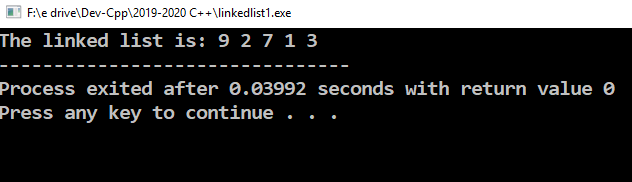 F:\e drive\Dev-Cpp\2019-2020 C++\linkedlist1.exe
The linked list is: 9 2 7 1 3
--------------------------------
Process exited after 0.03992 seconds with return value 0
Press any key to continue . . .